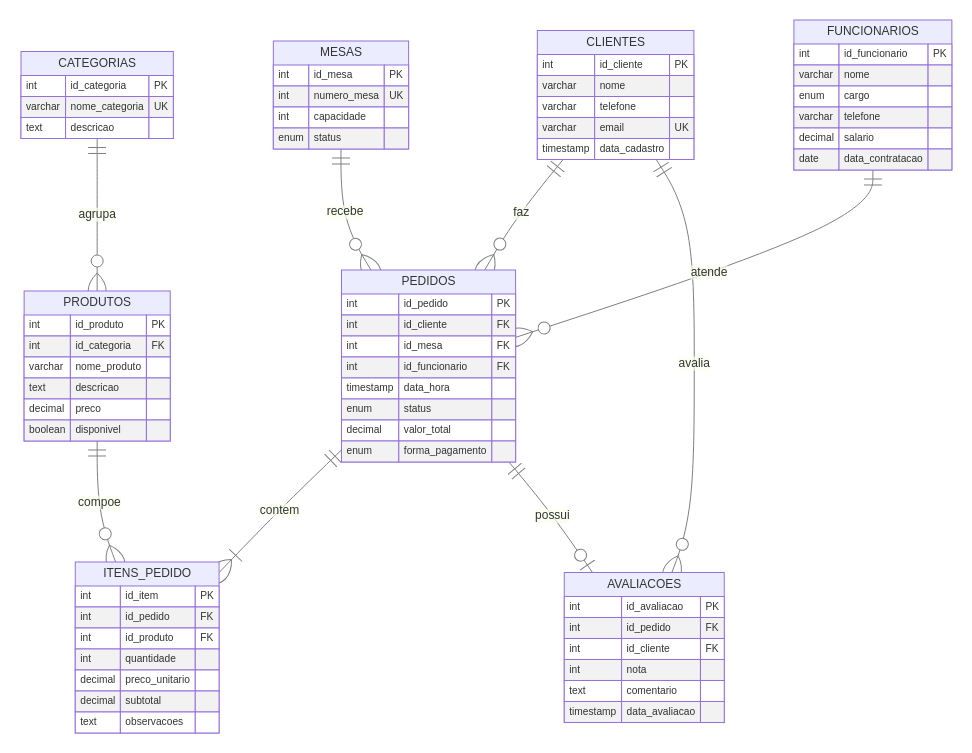 CATEGORIAS
int id_categoria PK
varchar nome_categoria UK
text descricao
MESAS
int id_mesa PK
int numero_mesa UK
int capacidade
enum status
CLIENTES
int id_cliente PK
varchar nome
varchar telefone
varchar email UK
timestamp data_cadastro
FUNCIONARIOS
int id_funcionario PK
varchar nome
enum cargo
varchar telefone
decimal salario
date data_contratacao
agrupa
recebe
faz
atende
PRODUTOS
int id_produto PK
int id_categoria FK
varchar nome_produto
text descricao
decimal preco
boolean disponivel
PEDIDOS
int id_pedido PK
int id_cliente FK
int id_mesa FK
int id_funcionario FK
timestamp data_hora
enum status
decimal valor_total
enum forma_pagamento
avalia
compoe
contem
possui
ITENS_PEDIDO
int id_item PK
int id_pedido FK
int id_produto FK
int quantidade
decimal preco_unitario
decimal subtotal
text observacoes
AVALIACOES
int id_avaliacao PK
int id_pedido FK
int id_cliente FK
int nota
text comentario
timestamp data_avaliacao